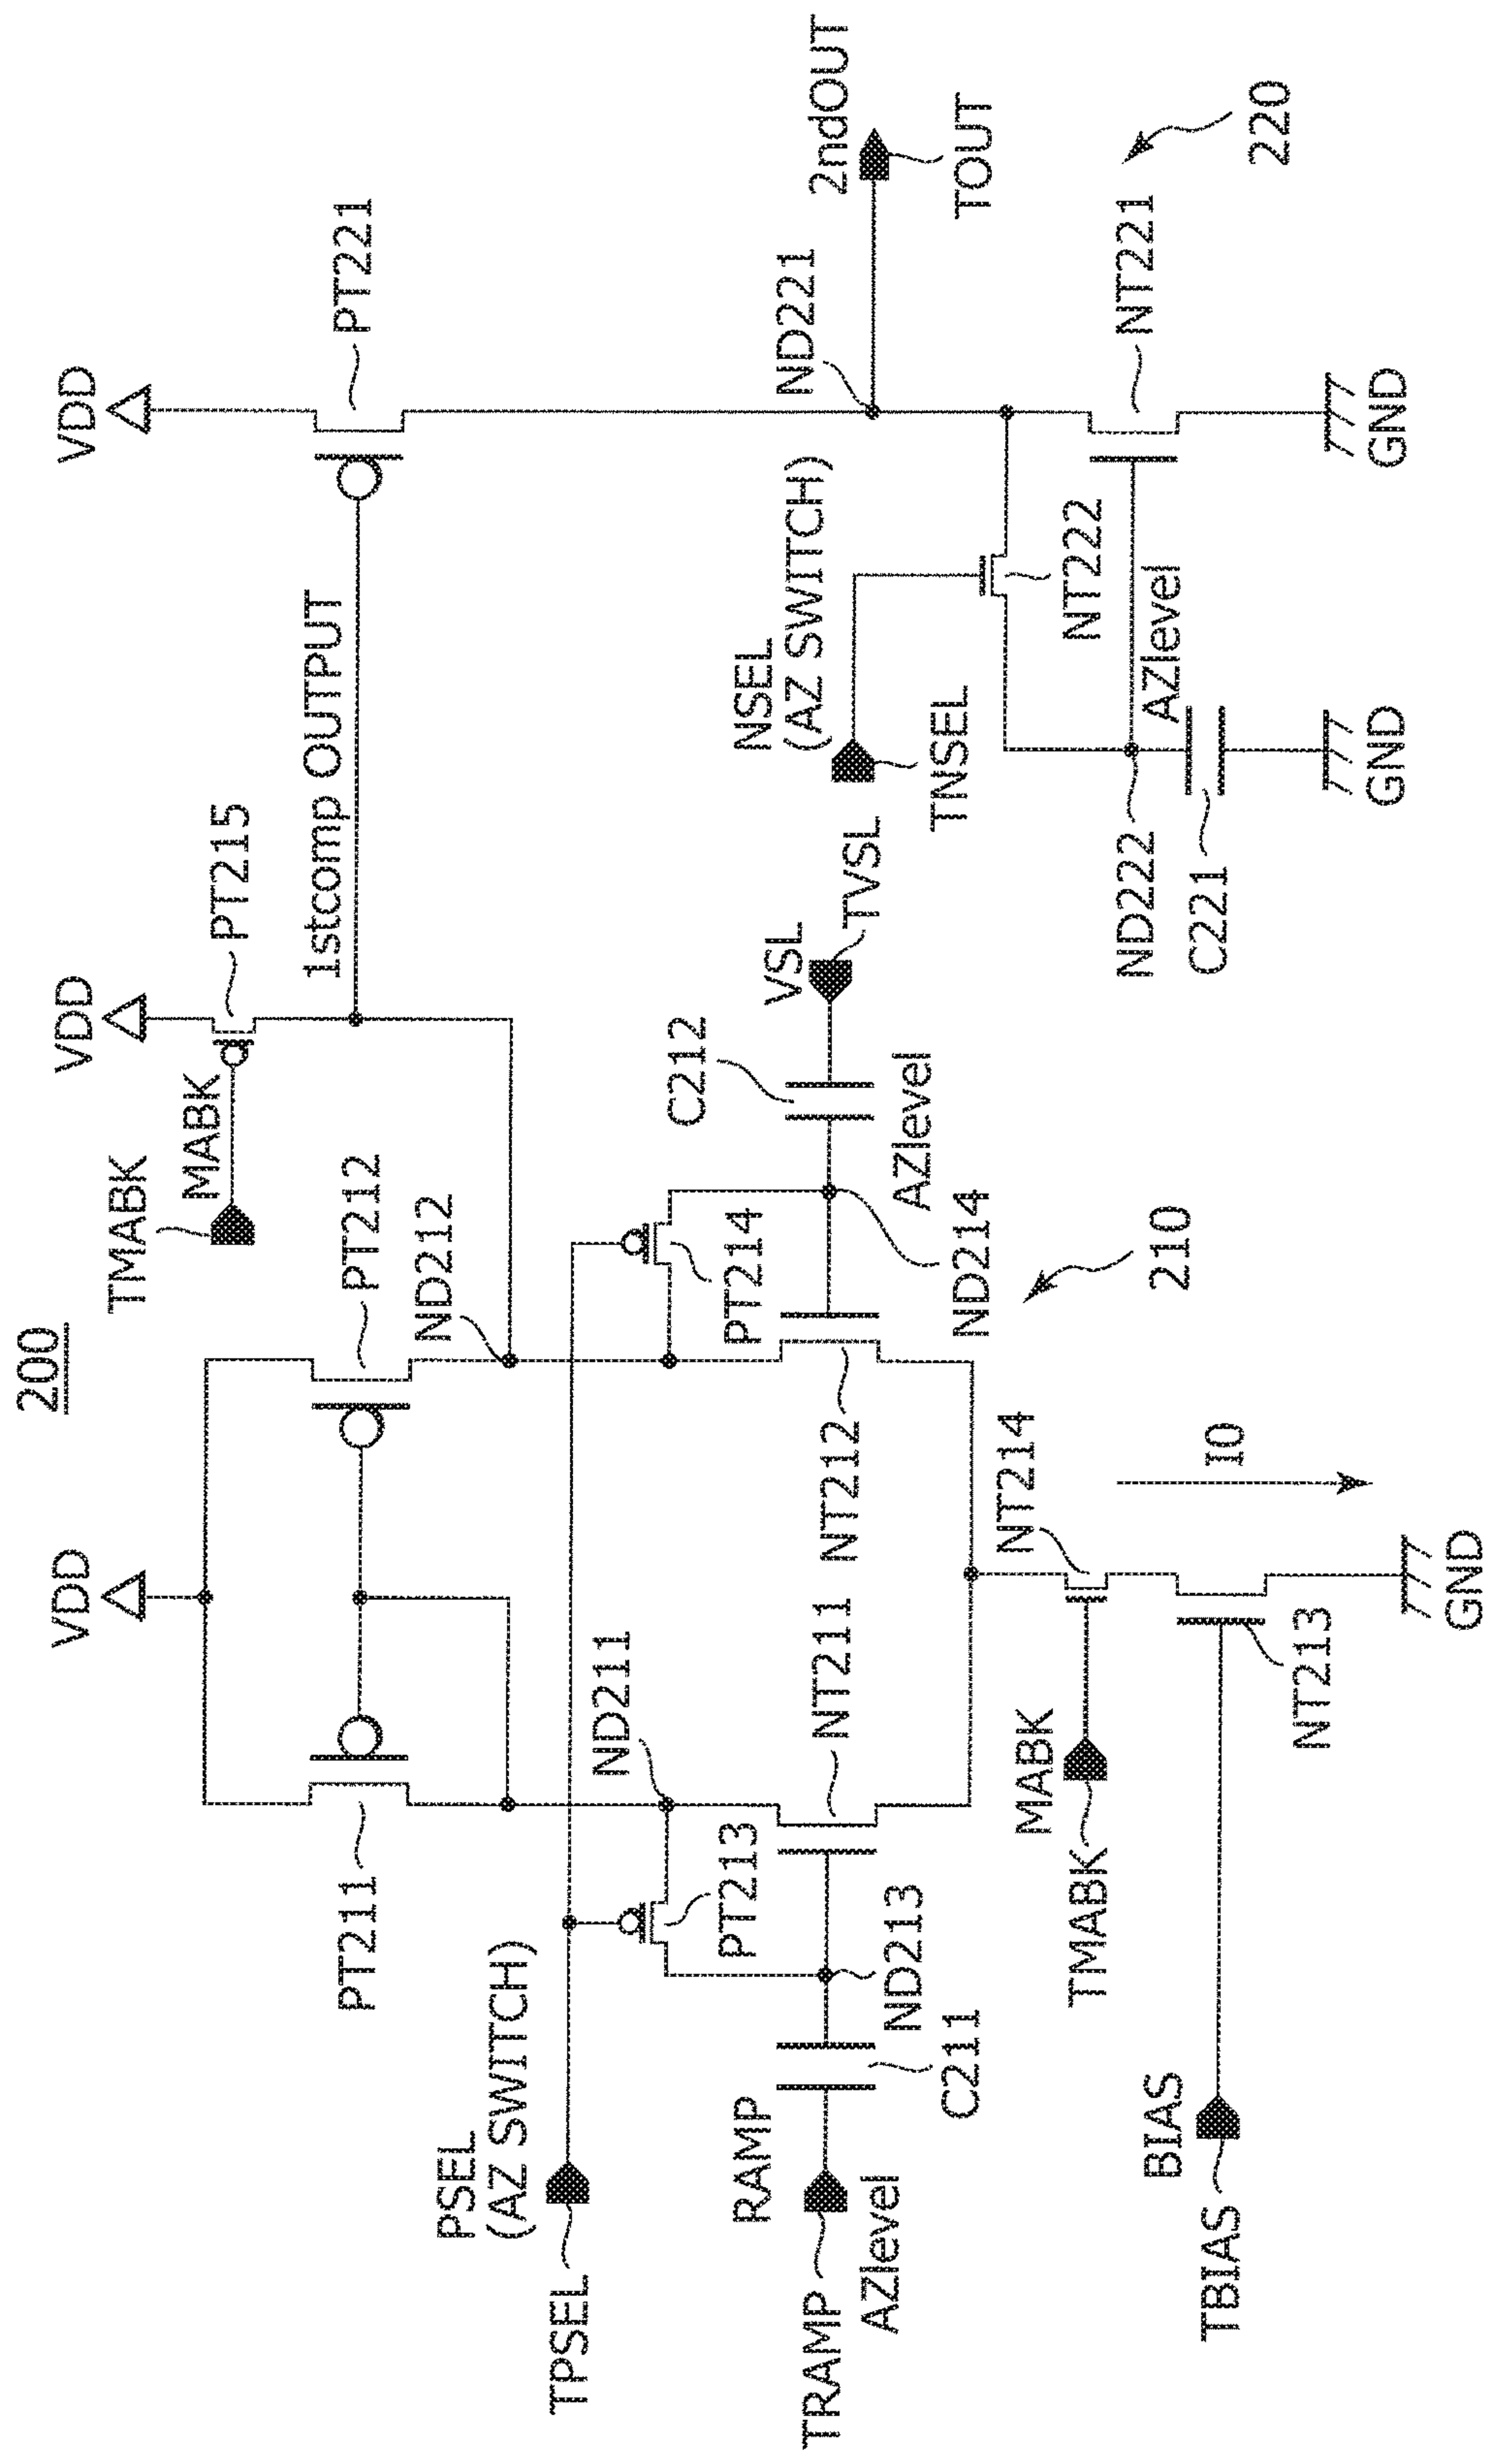 200
VDD
VDD
VDD
TMABK
MABK
PT215
PT211
PT212
1stcomp OUTPUT
PT221
ND212
PSEL
(AZ SWITCH)
TPSEL
ND211
PT213
PT214
C212
VSL
TVSL
NSEL
(AZ SWITCH)
TNSEL
ND221
2ndOUT
TOUT
RAMP
TRAMP
AZlevel
C211
ND213
NT211
NT212
ND214
AZlevel
NT222
ND222
AZlevel
NT221
220
C221
210
MABK
TMABK
NT214
I0
BIAS
TBIAS
NT213
GND
GND
GND